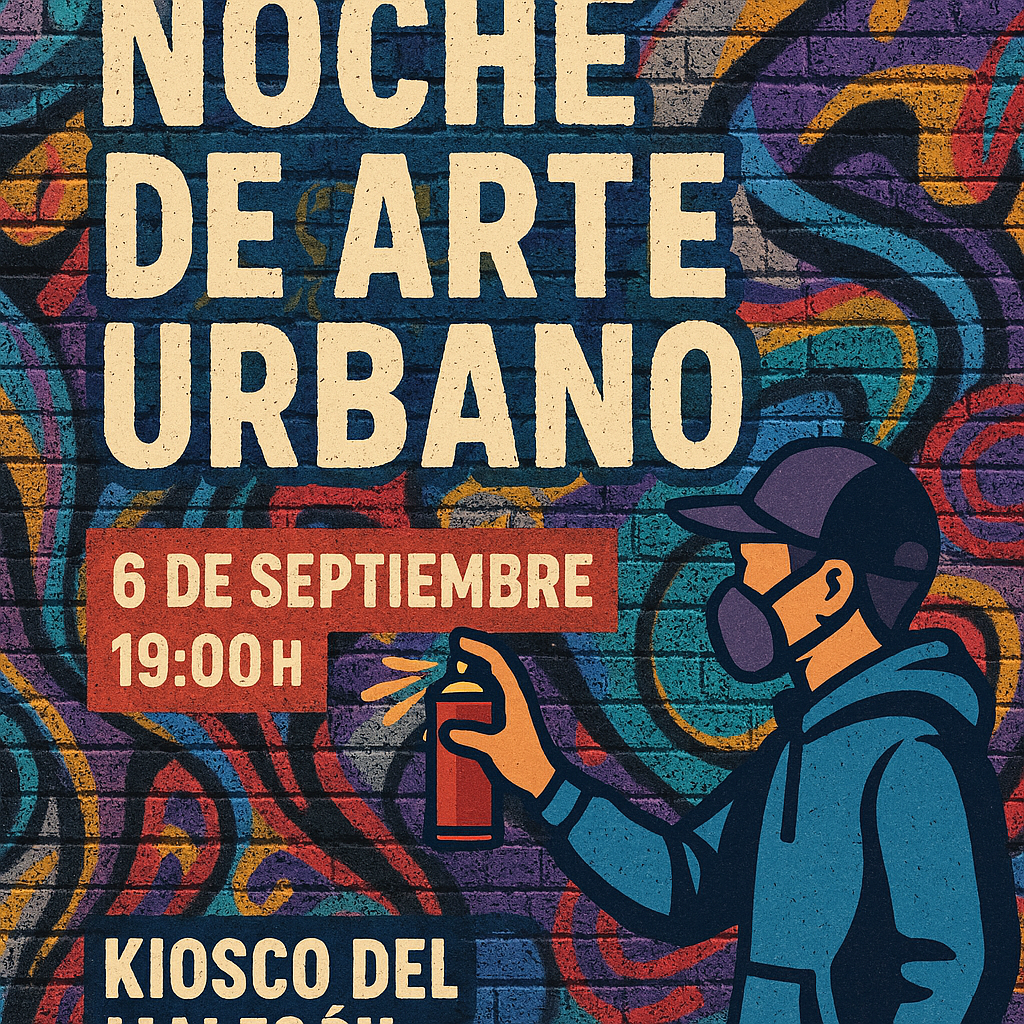 NOCHE
DE ARTE
URBANO
6 DE SEPTIEMBRE
19:00 H
KIOSCO DEL